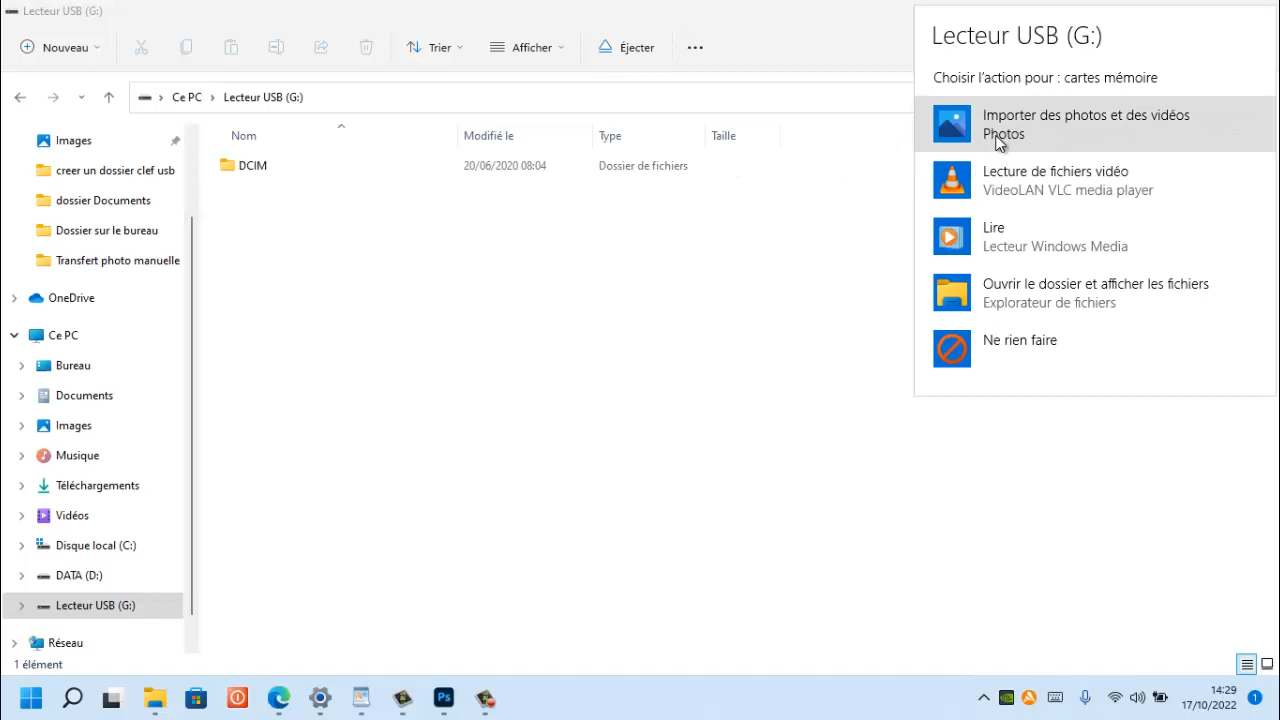 Lecteur USB (G:)
Nouveau
Trier
Afficher
Éjecter
Ce PC
Lecteur USB (G:)
Nom
Modifié le
Type
Taille
DCIM
20/06/2020 08:04
Dossier de fichiers
Images
creer un dossier clef usb
dossier Documents
Dossier sur le bureau
Transfert photo manuelle
OneDrive
Ce PC
Bureau
Documents
Images
Musique
Téléchargements
Vidéos
Disque local (C:)
DATA (D:)
Lecteur USB (G:)
Réseau
1 élément
Lecteur USB (G:)
Choisir l’action pour : cartes mémoire
Importer des photos et des vidéos
Photos
Lecture de fichiers vidéo
VideoLAN VLC media player
Lire
Lecteur Windows Media
Ouvrir le dossier et afficher les fichiers
Explorateur de fichiers
Ne rien faire
Ps
14:29
17/10/2022
1